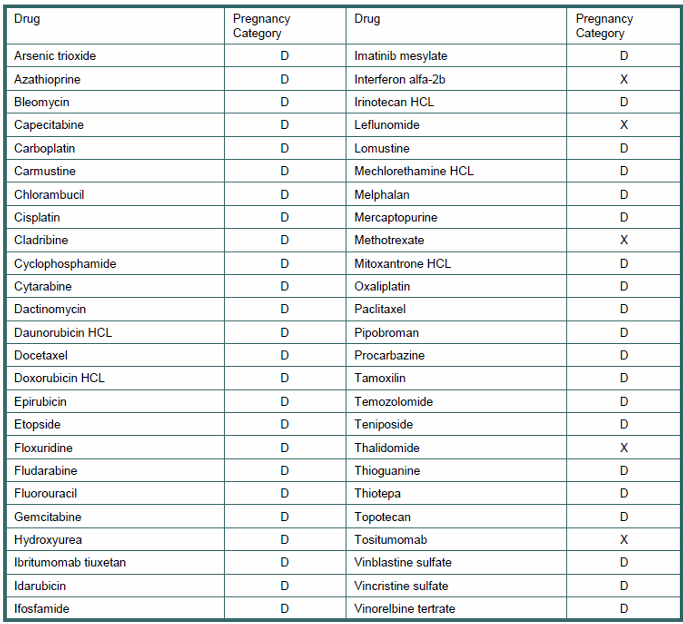 Drug Pregnancy Category Drug Pregnancy Category
Arsenic trioxide D Imatinib mesylate D
Azathioprine D Interferon alfa-2b X
Bleomycin D Irinotecan HCL D
Capecitabine D Leflunomide X
Carboplatin D Lomustine D
Carmustine D Mechlorethamine HCL D
Chlorambucil D Melphalan D
Cisplatin D Mercaptopurine D
Cladribine D Methotrexate X
Cyclophosphamide D Mitoxantrone HCL D
Cytarabine D Oxaliplatin D
Dactinomycin D Paclitaxel D
Daunorubicin HCL D Pipobroman D
Docetaxel D Procarbazine D
Doxorubicin HCL D Tamoxilin D
Epirubicin D Temozolomide D
Etopside D Teniposide D
Floxuridine D Thalidomide X
Fludarabine D Thioguanine D
Fluorouracil D Thiotepa D
Gemcitabine D Topotecan D
Hydroxyurea D Tositumomab X
Ibritumomab tiuxetan D Vinblastine sulfate D
Idarubicin D Vincristine sulfate D
Ifosfamide D Vinorelbine tertrate D